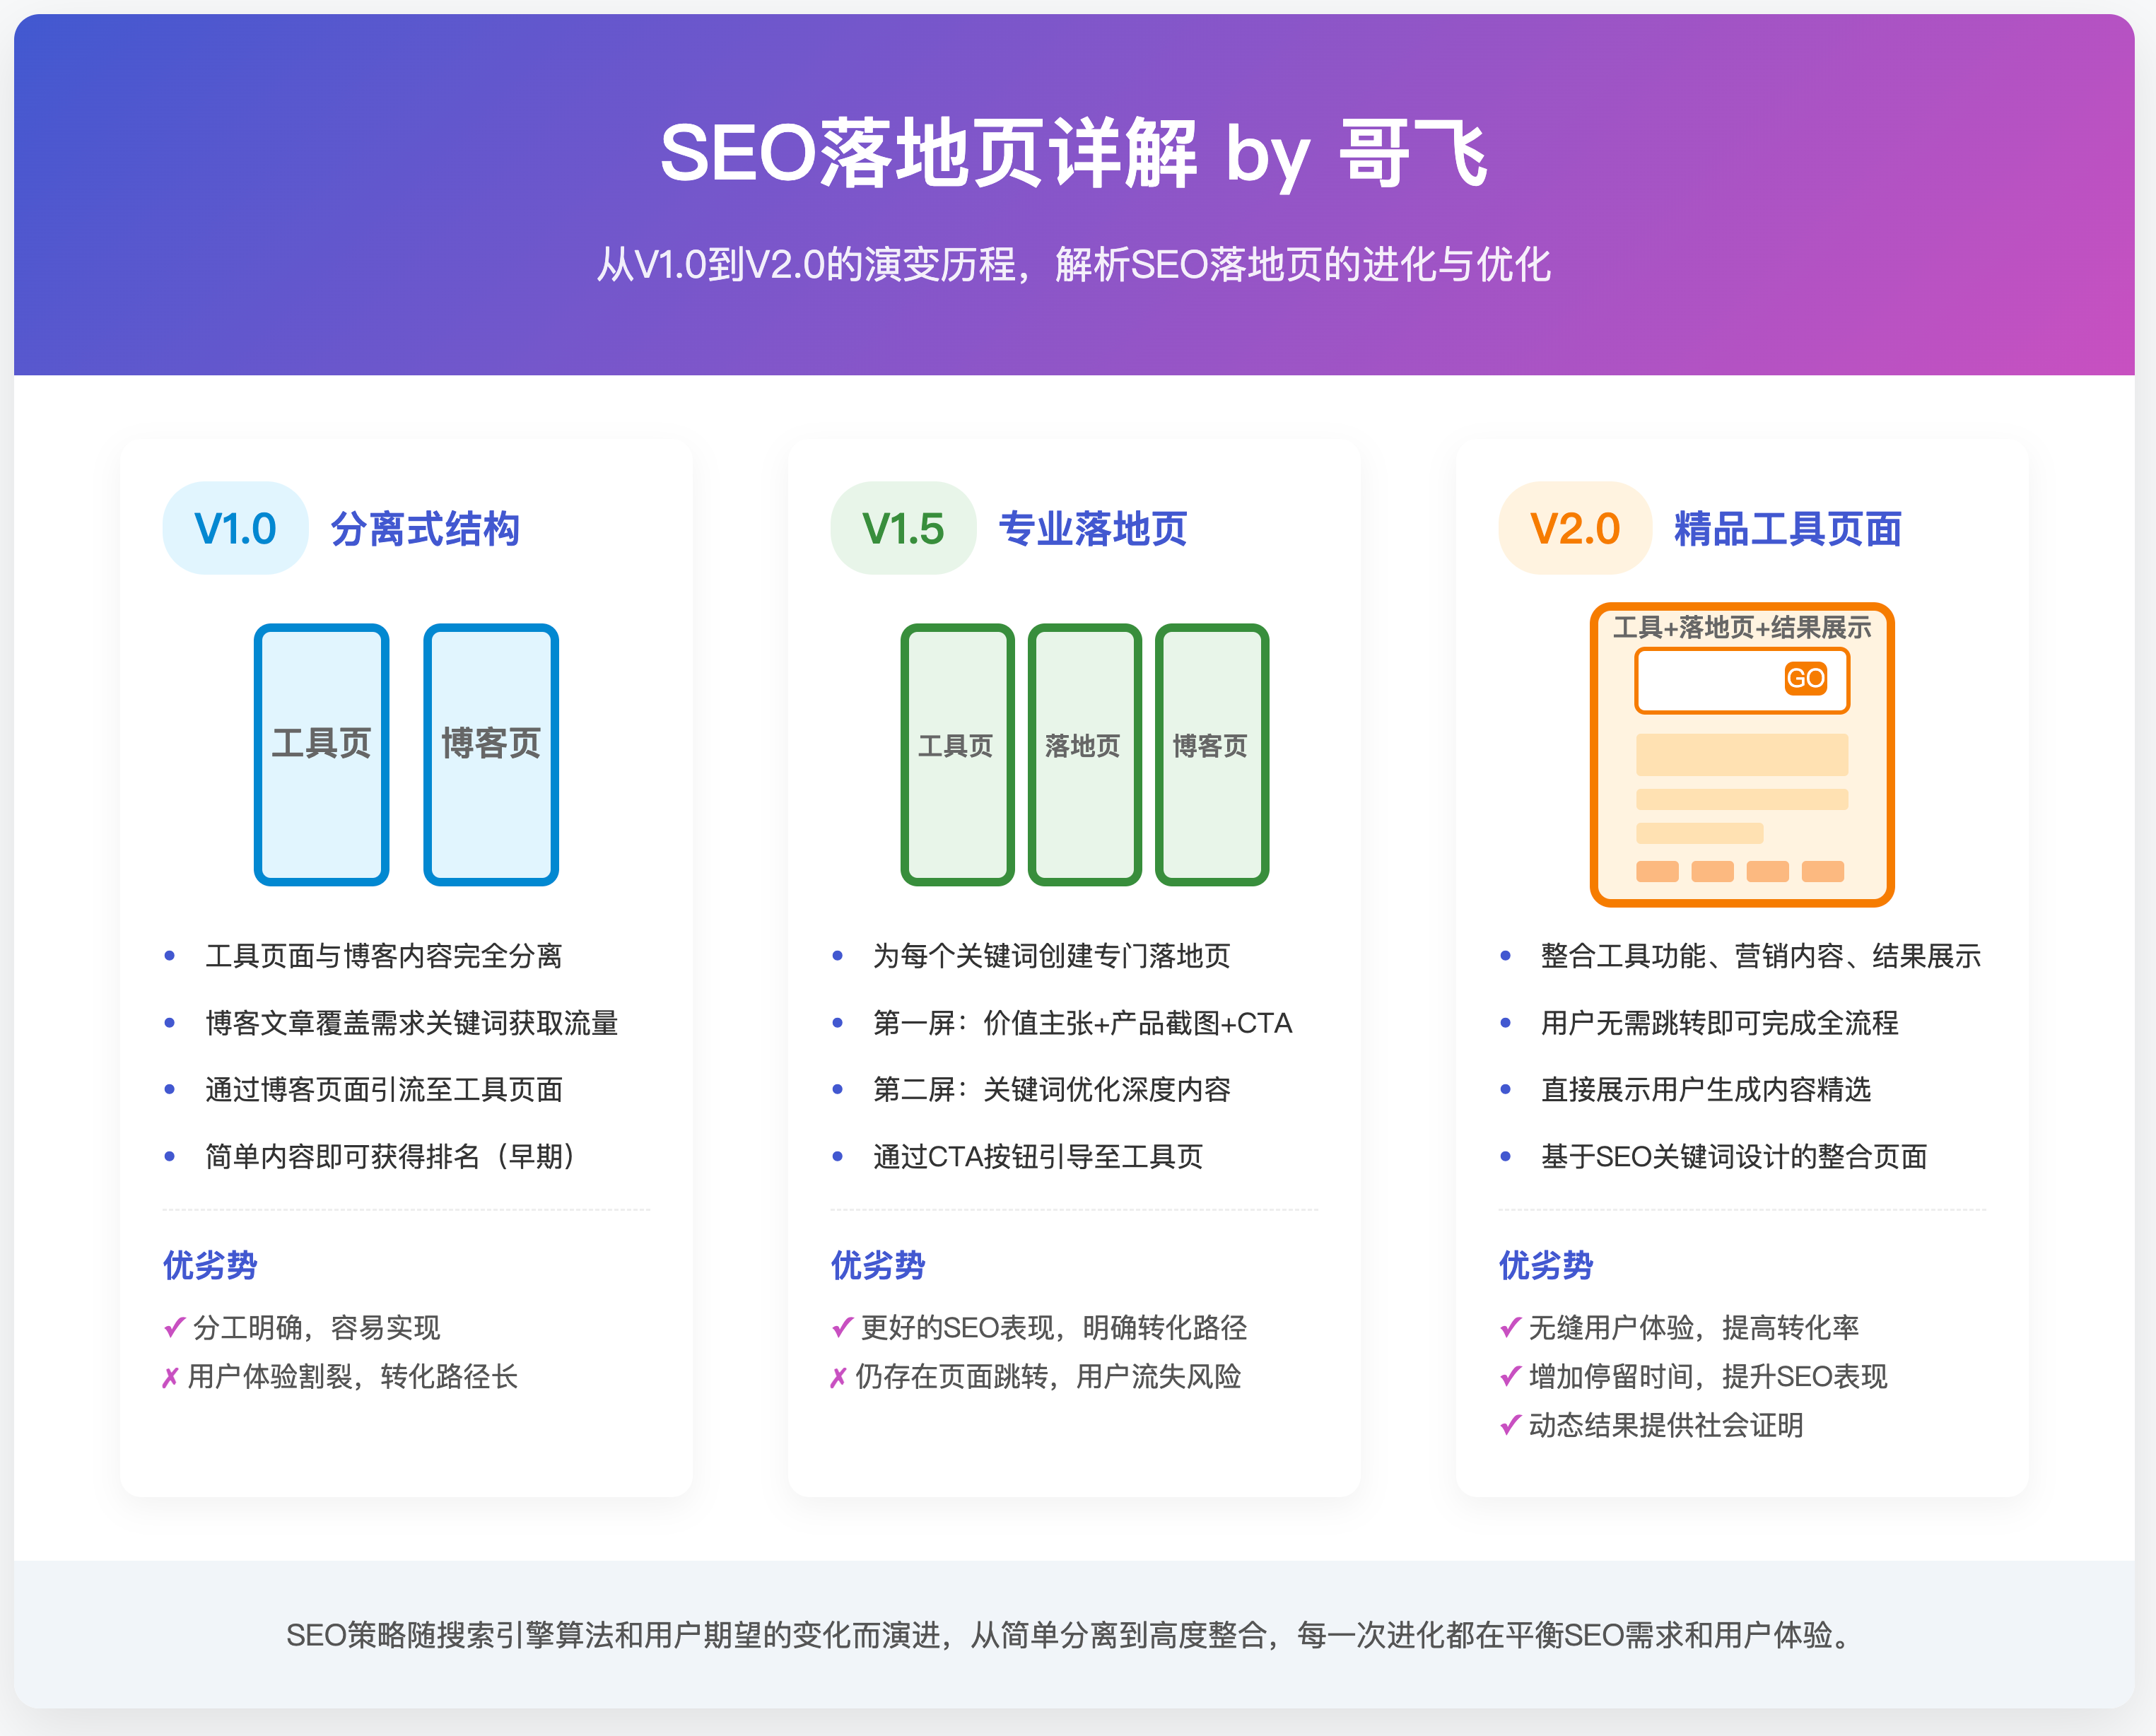 SEO落地页详解 by 哥飞
从V1.0到V2.0的演变历程，解析SEO落地页的进化与优化
V1.0 分离式结构
工具页 博客页
• 工具页面与博客内容完全分离
• 博客文章覆盖需求关键词获取流量
• 通过博客页面引流至工具页面
• 简单内容即可获得排名（早期）
优劣势
✓ 分工明确，容易实现
✗ 用户体验割裂，转化路径长
V1.5 专业落地页
工具页 落地页 博客页
• 为每个关键词创建专门落地页
• 第一屏：价值主张+产品截图+CTA
• 第二屏：关键词优化深度内容
• 通过CTA按钮引导至工具页
优劣势
✓ 更好的SEO表现，明确转化路径
✗ 仍存在页面跳转，用户流失风险
V2.0 精品工具页面
工具+落地页+结果展示
GO
• 整合工具功能、营销内容、结果展示
• 用户无需跳转即可完成全流程
• 直接展示用户生成内容精选
• 基于SEO关键词设计的整合页面
优劣势
✓ 无缝用户体验，提高转化率
✓ 增加停留时间，提升SEO表现
✓ 动态结果提供社会证明
SEO策略随搜索引擎算法和用户期望的变化而演进，从简单分离到高度整合，每一次进化都在平衡SEO需求和用户体验。